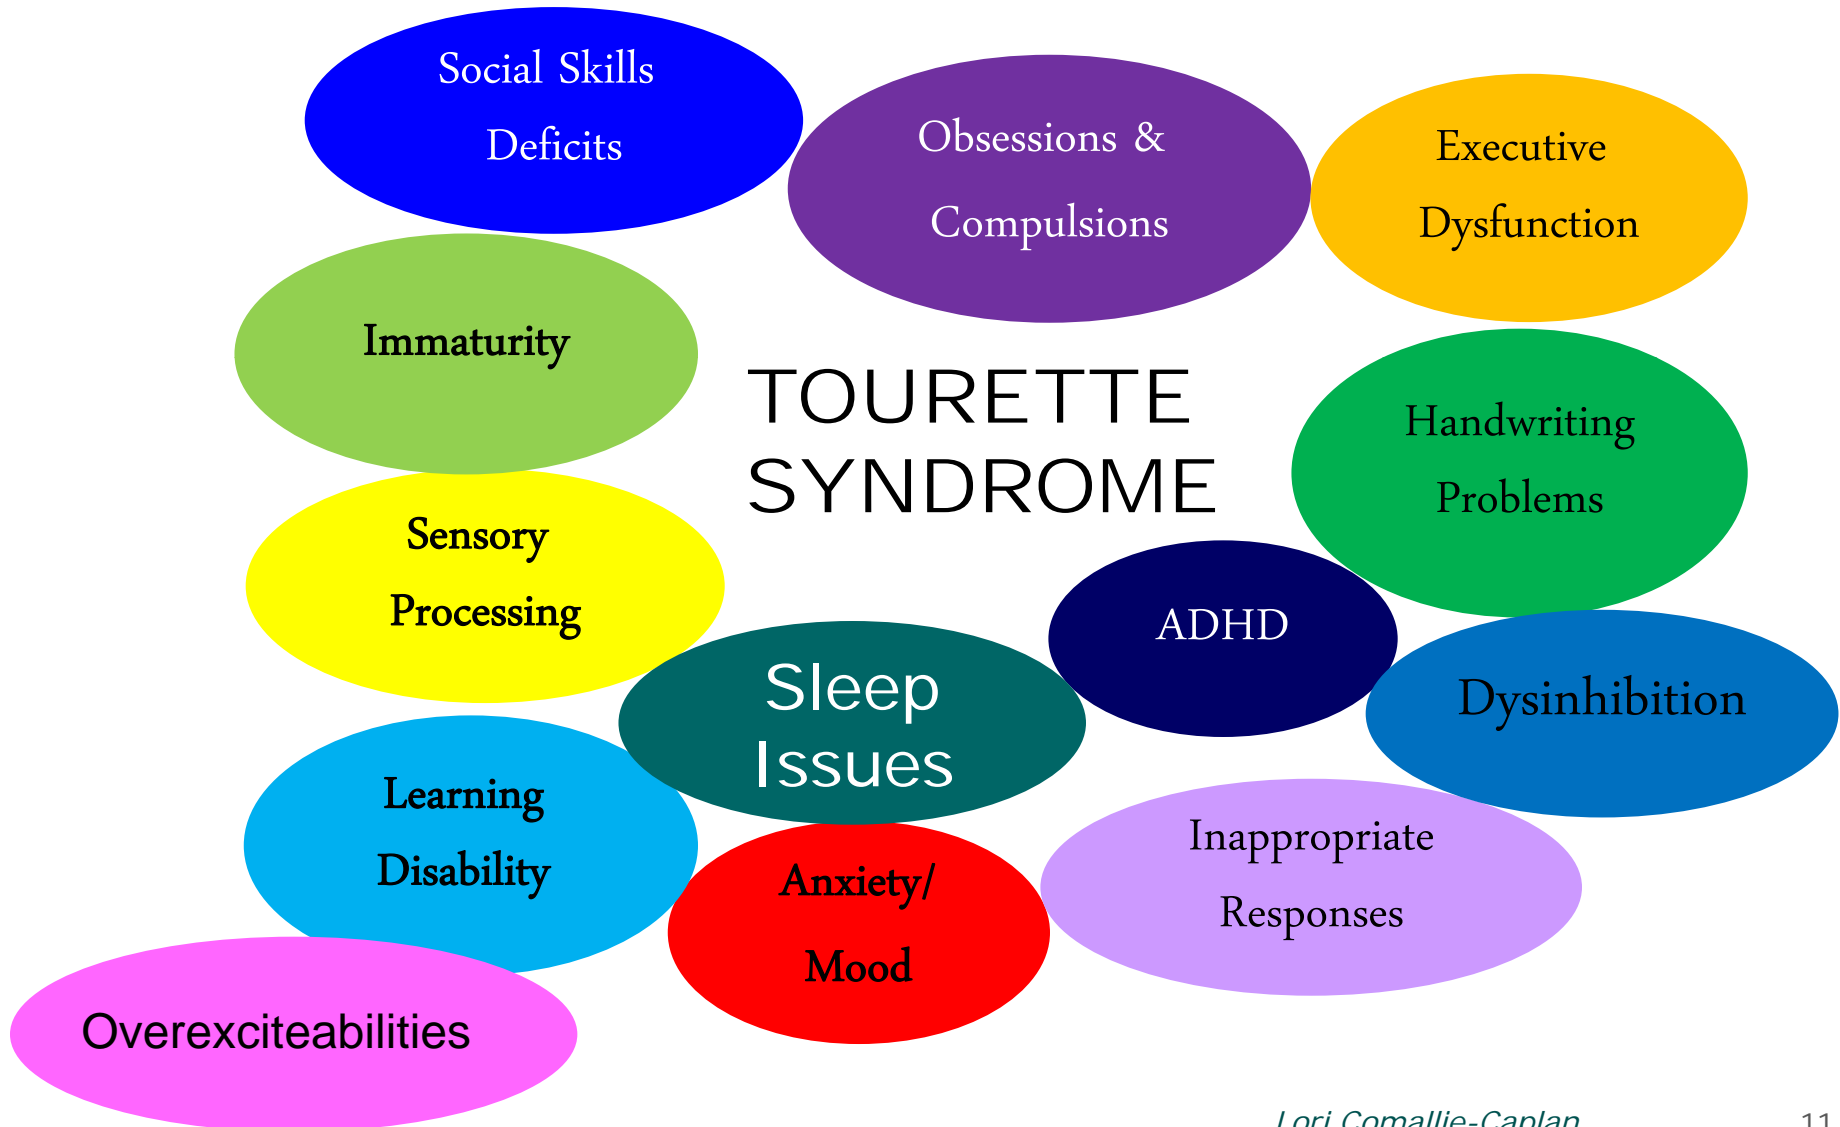 Social Skills
Deficits
Obsessions &
Compulsions
Executive
Dysfunction
Immaturity
TOURETTE
SYNDROME
Handwriting
Problems
Sensory
Processing
ADHD
Sleep
Issues
Dysinhibition
Learning
Disability
Anxiety/
Mood
Inappropriate
Responses
Overexciteabilities
Lori Comallie-Caplan
11